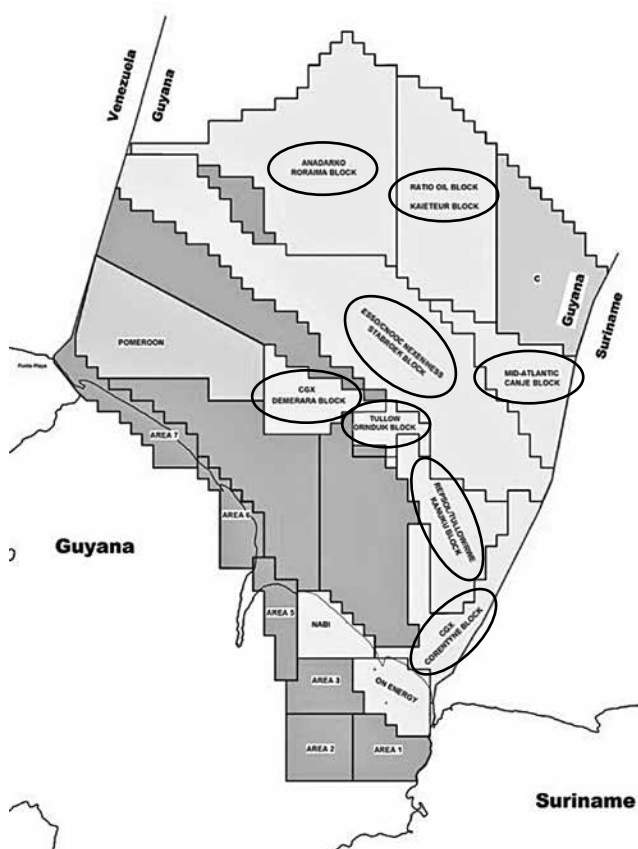 Venezuela
Guyana
ANADARKO
RORAIMA BLOCK
RATIO OIL BLOCK
KAIETEUR BLOCK
C
Guyana
Suriname
ESSO/CNOOC NEXEN/HESS
STABROEK BLOCK
POMEROON
MID-ATLANTIC
CANJE BLOCK
Punta Playa
CGX
DEMERARA BLOCK
TULLOW
ORINDUIK BLOCK
AREA 7
REPSOL/TULLOW/RWE
KANUKU BLOCK
AREA 6
Guyana
AREA 5
NABI
CGX
CORENTYNE BLOCK
AREA 3
ON ENERGY
AREA 2
AREA 1
Suriname